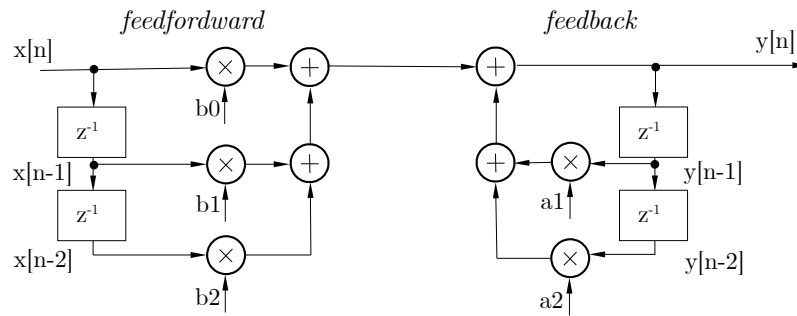 feedfordward feedback
x[n] y[n]
b0
z-1 z-1
x[n-1] y[n-1]
b1 a1
z-1 z-1
x[n-2] y[n-2]
b2 a2